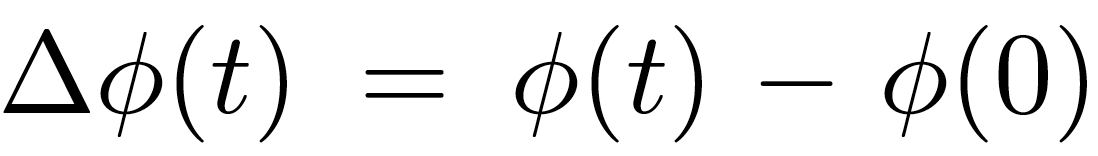 Δϕ(t) = ϕ(t) − ϕ(0)